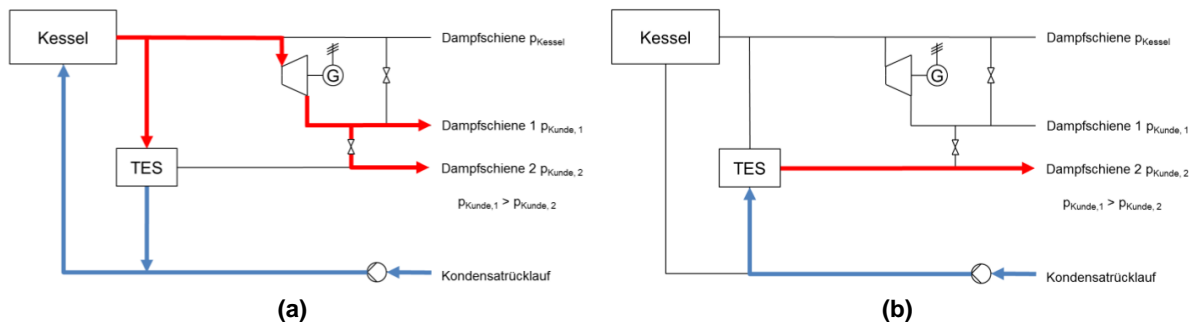 Kessel
Dampfschiene pKessel
G
Dampfschiene 1 pKunde, 1
TES
Dampfschiene 2 pKunde, 2
pKunde,1 > pKunde, 2
Kondensatrücklauf
(a)
Kessel
Dampfschiene pKessel
G
Dampfschiene 1 pKunde, 1
TES
Dampfschiene 2 pKunde, 2
pKunde,1 > pKunde, 2
Kondensatrücklauf
(b)